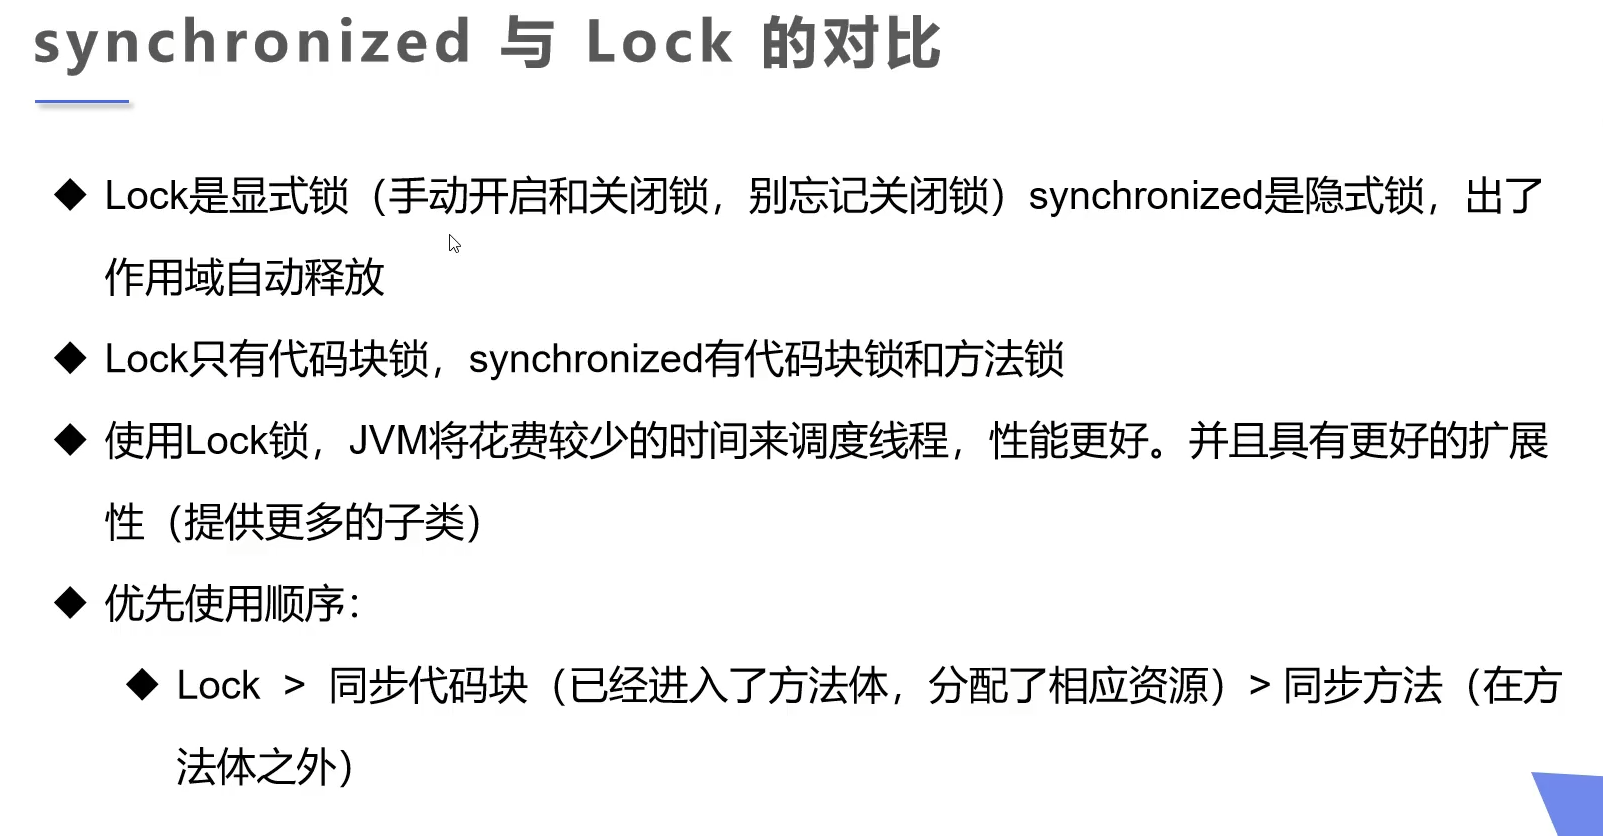 synchronized 与 Lock 的对比
◆ Lock是显式锁（手动开启和关闭锁，别忘记关闭锁）synchronized是隐式锁，出了
作用域自动释放
◆ Lock只有代码块锁，synchronized有代码块锁和方法锁
◆ 使用Lock锁，JVM将花费较少的时间来调度线程，性能更好。并且具有更好的扩展
性（提供更多的子类）
◆ 优先使用顺序：
◆ Lock > 同步代码块（已经进入了方法体，分配了相应资源）> 同步方法（在方
法体之外）